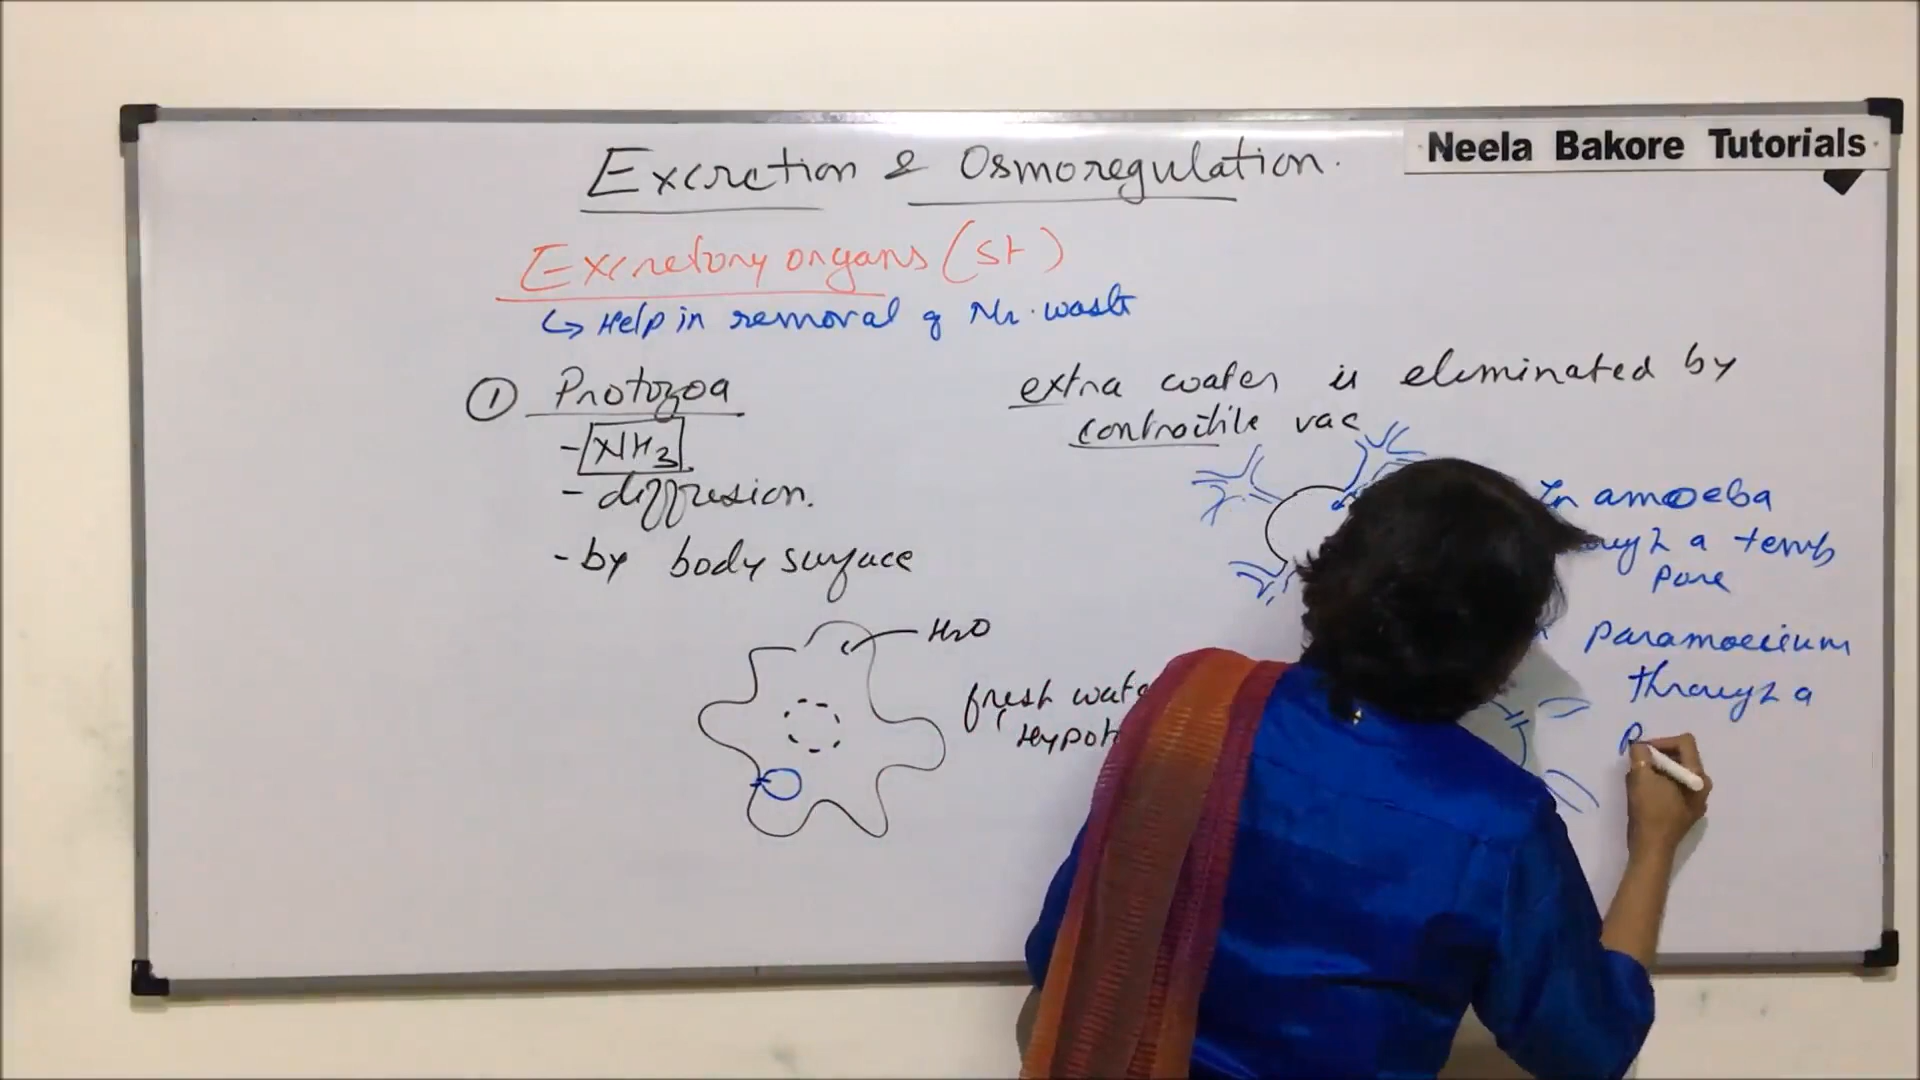 Neela Bakore Tutorials
Excretion & Osmoregulation.
Excretory organs (St)
↳ Help in removal of Nr. waste
① Protozoa
- NH3
- diffusion.
- by body surface
H2O
fresh wate
(Hypot
extra water is eliminated by
contractile vac
In amoeba
a temp
pore
paramoecium
through a
P